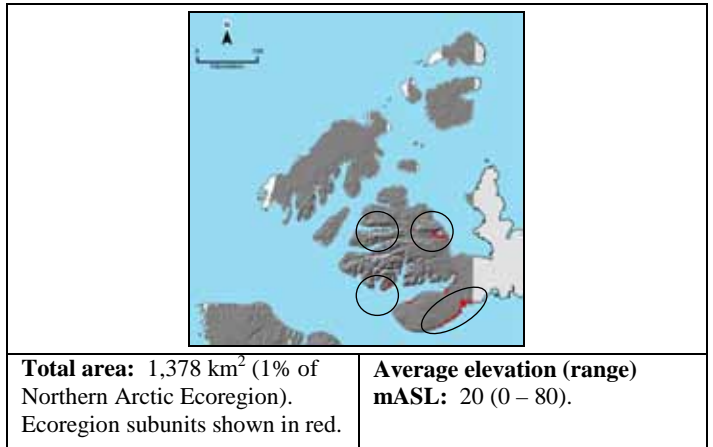 N
0
Total area: 1,378 km² (1% of
Northern Arctic Ecoregion).
Ecoregion subunits shown in red.
Average elevation (range)
mASL: 20 (0 – 80).